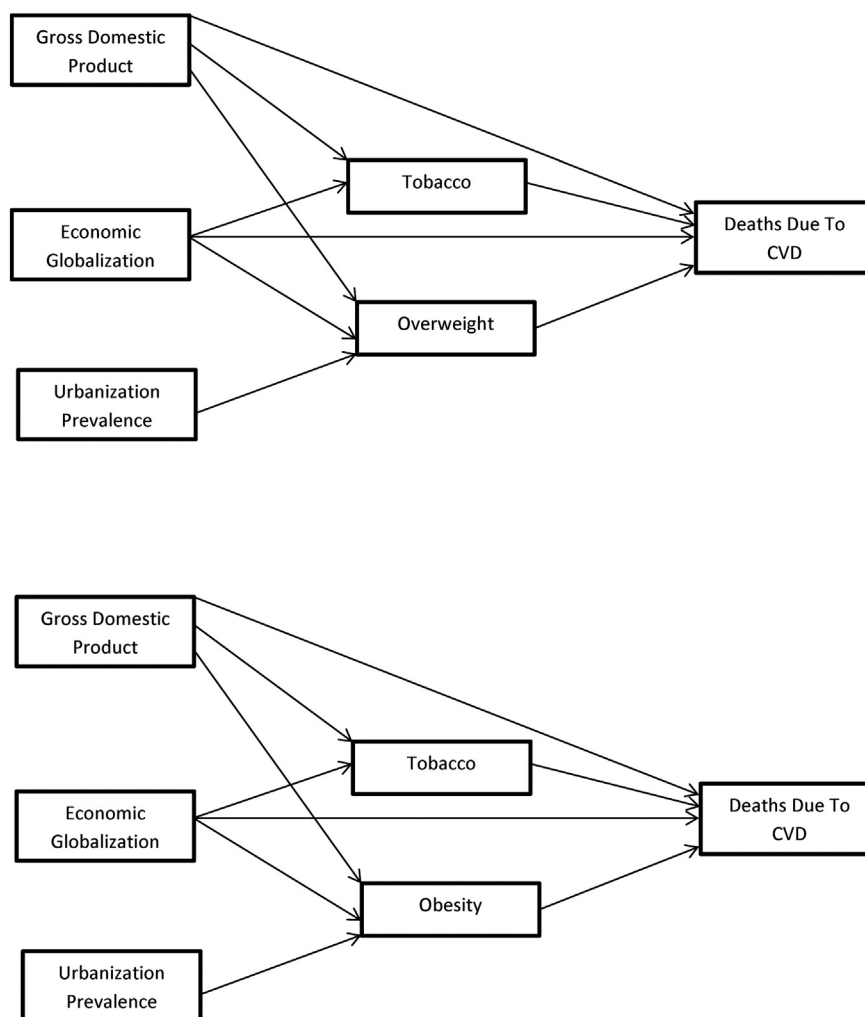 Gross Domestic
Product
Tobacco
Economic
Globalization
Deaths Due To
CVD
Overweight
Urbanization
Prevalence
Gross Domestic
Product
Tobacco
Economic
Globalization
Deaths Due To
CVD
Obesity
Urbanization
Prevalence